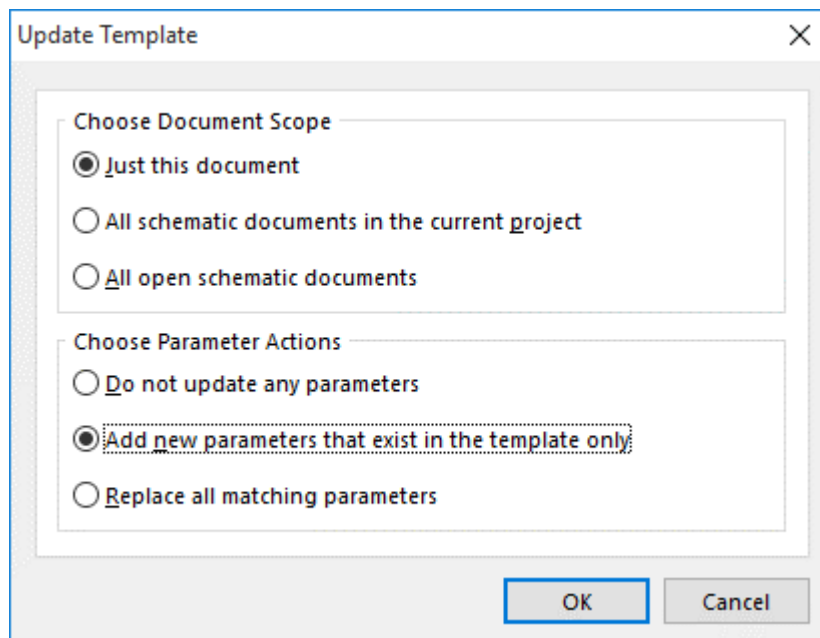 Update Template
Choose Document Scope
Just this document
All schematic documents in the current project
All open schematic documents
Choose Parameter Actions
Do not update any parameters
Add new parameters that exist in the template only
Replace all matching parameters
OK
Cancel